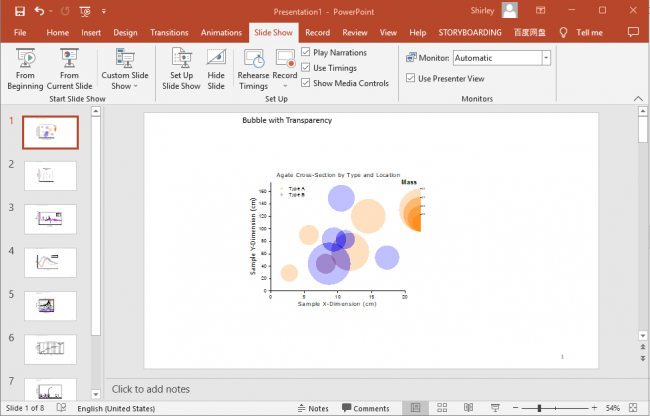 Presentation1 - PowerPoint
Shirley
File Home Insert Design Transitions Animations Slide Show Record Review View Help STORYBOARDING 百度网盘 Tell me
From Beginning
From Current Slide
Custom Slide Show
Start Slide Show
Set Up Slide Show
Hide Slide
Rehearse Timings
Record
Play Narrations
Use Timings
Show Media Controls
Set Up
Monitor: Automatic
Use Presenter View
Monitors
1
2
3
4
5
6
7
Bubble with Transparency
Agate Cross-Section by Type and Location
Mass
Type A
Type B
Sample Y-Dimension (cm)
160
140
120
100
80
60
40
20
0
0 5 10 15 20
Sample X-Dimension (cm)
1
Click to add notes
Slide 1 of 8 English (United States) Notes Comments 54%